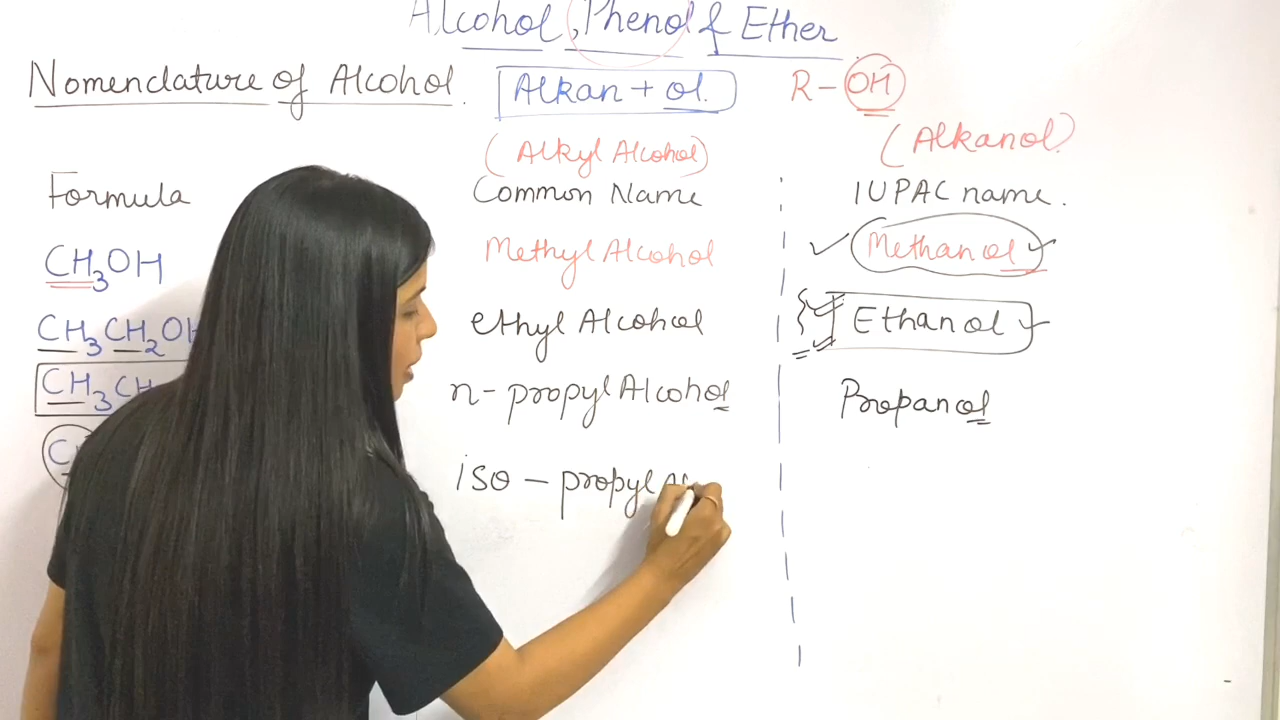 Alcohol, Phenol & Ether
Nomenclature of Alcohol. Alkan + ol. R-OH
(Alkyl Alcohol) (Alkanol)
Formula Common Name IUPAC name.
CH3OH Methyl Alcohol Methanol
CH3CH2OH ethyl Alcohol Ethanol
CH3CH n-propyl Alcohol Propanol
iso-propyl